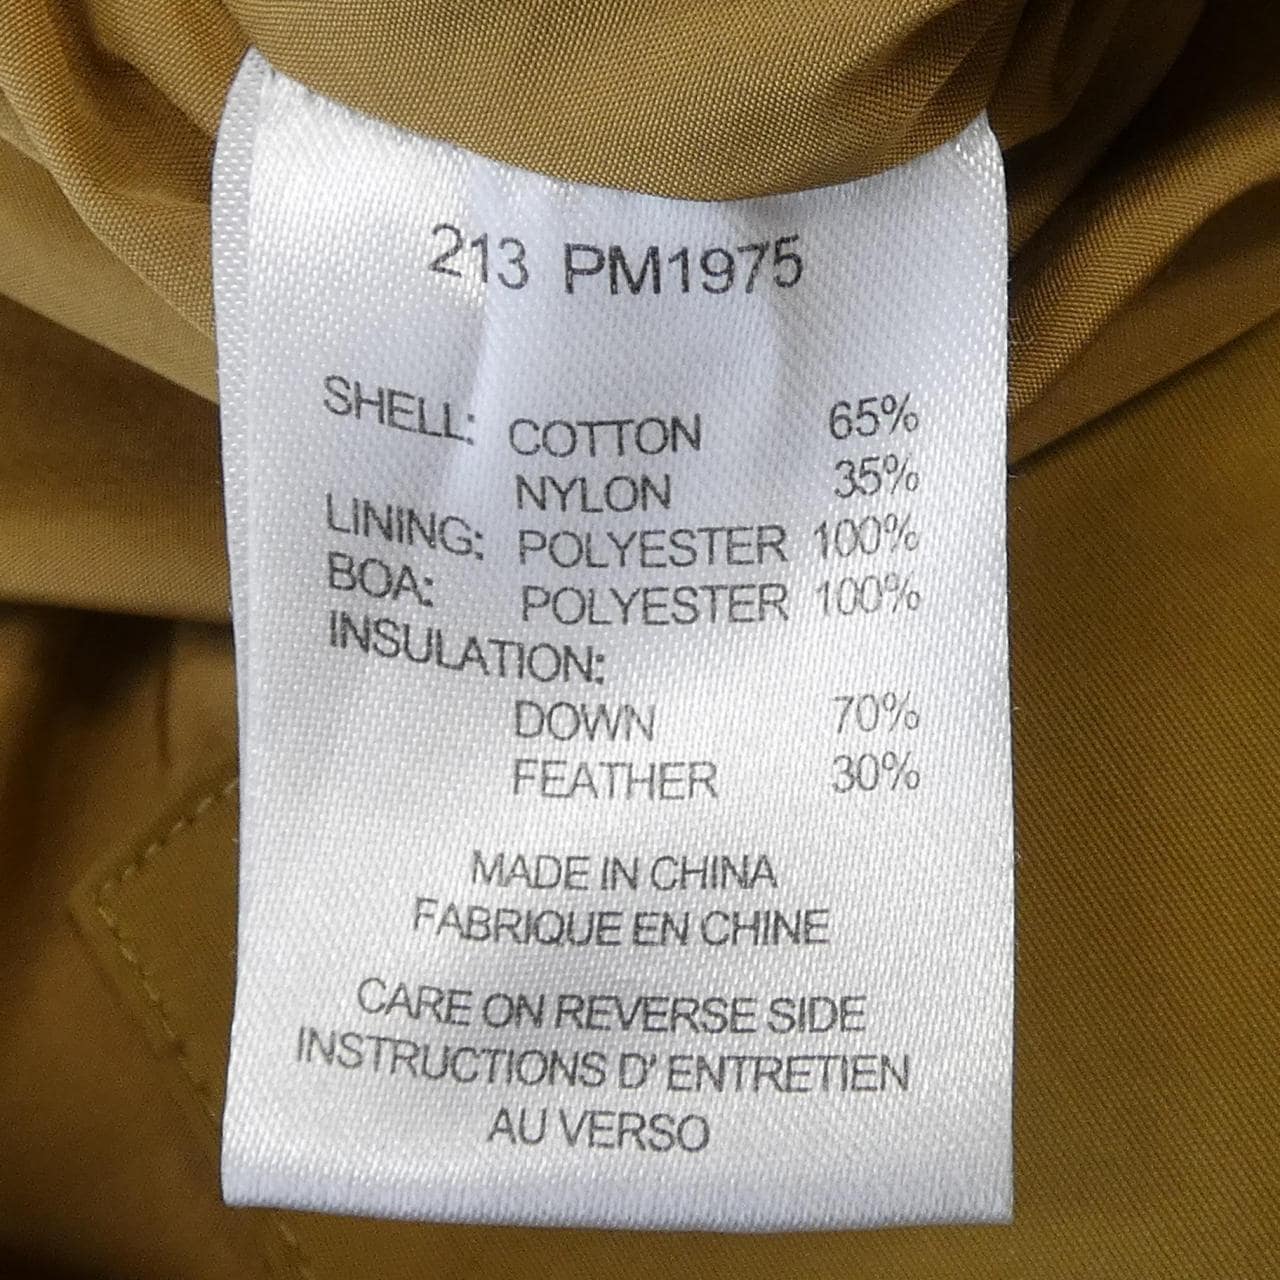 213 PM1975
SHELL: COTTON 65%
NYLON 35%
LINING: POLYESTER 100%
BOA: POLYESTER 100%
INSULATION:
DOWN 70%
FEATHER 30%
MADE IN CHINA
FABRIQUE EN CHINE
CARE ON REVERSE SIDE
INSTRUCTIONS D' ENTRETIEN
AU VERSO